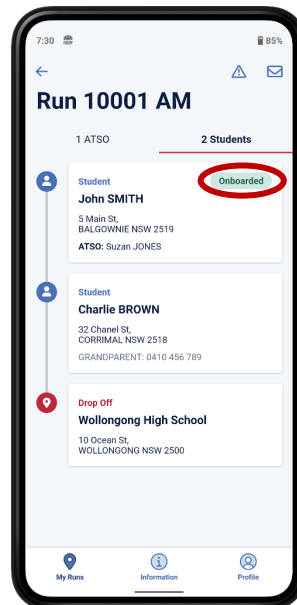 7:30
85%
Run 10001 AM
1 ATSO
2 Students
Student
Onboarded
John SMITH
5 Main St,
BALGOWNIE NSW 2519
ATSO: Suzan JONES
Student
Charlie BROWN
32 Chanel St,
CORRIMAL NSW 2518
GRANDPARENT: 0410 456 789
Drop Off
Wollongong High School
10 Ocean St,
WOLLONGONG NSW 2500
My Runs
Information
Profile